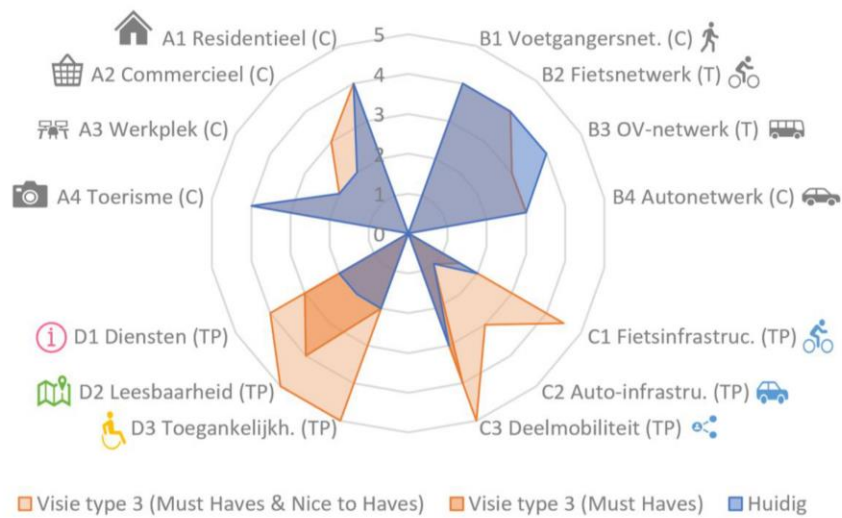 A1 Residentieel (C)
A2 Commercieel (C)
A3 Werkplek (C)
A4 Toerisme (C)
5
4
3
2
1
0
B1 Voetgangersnet. (C)
B2 Fietsnetwerk (T)
B3 OV-netwerk (T)
B4 Autonetwerk (C)
D1 Diensten (TP)
D2 Leesbaarheid (TP)
D3 Toegankelijkh. (TP)
C1 Fietsinfrastruc. (TP)
C2 Auto-infrastru. (TP)
C3 Deelmobiliteit (TP)
Visie type 3 (Must Haves & Nice to Haves) Visie type 3 (Must Haves) Huidig